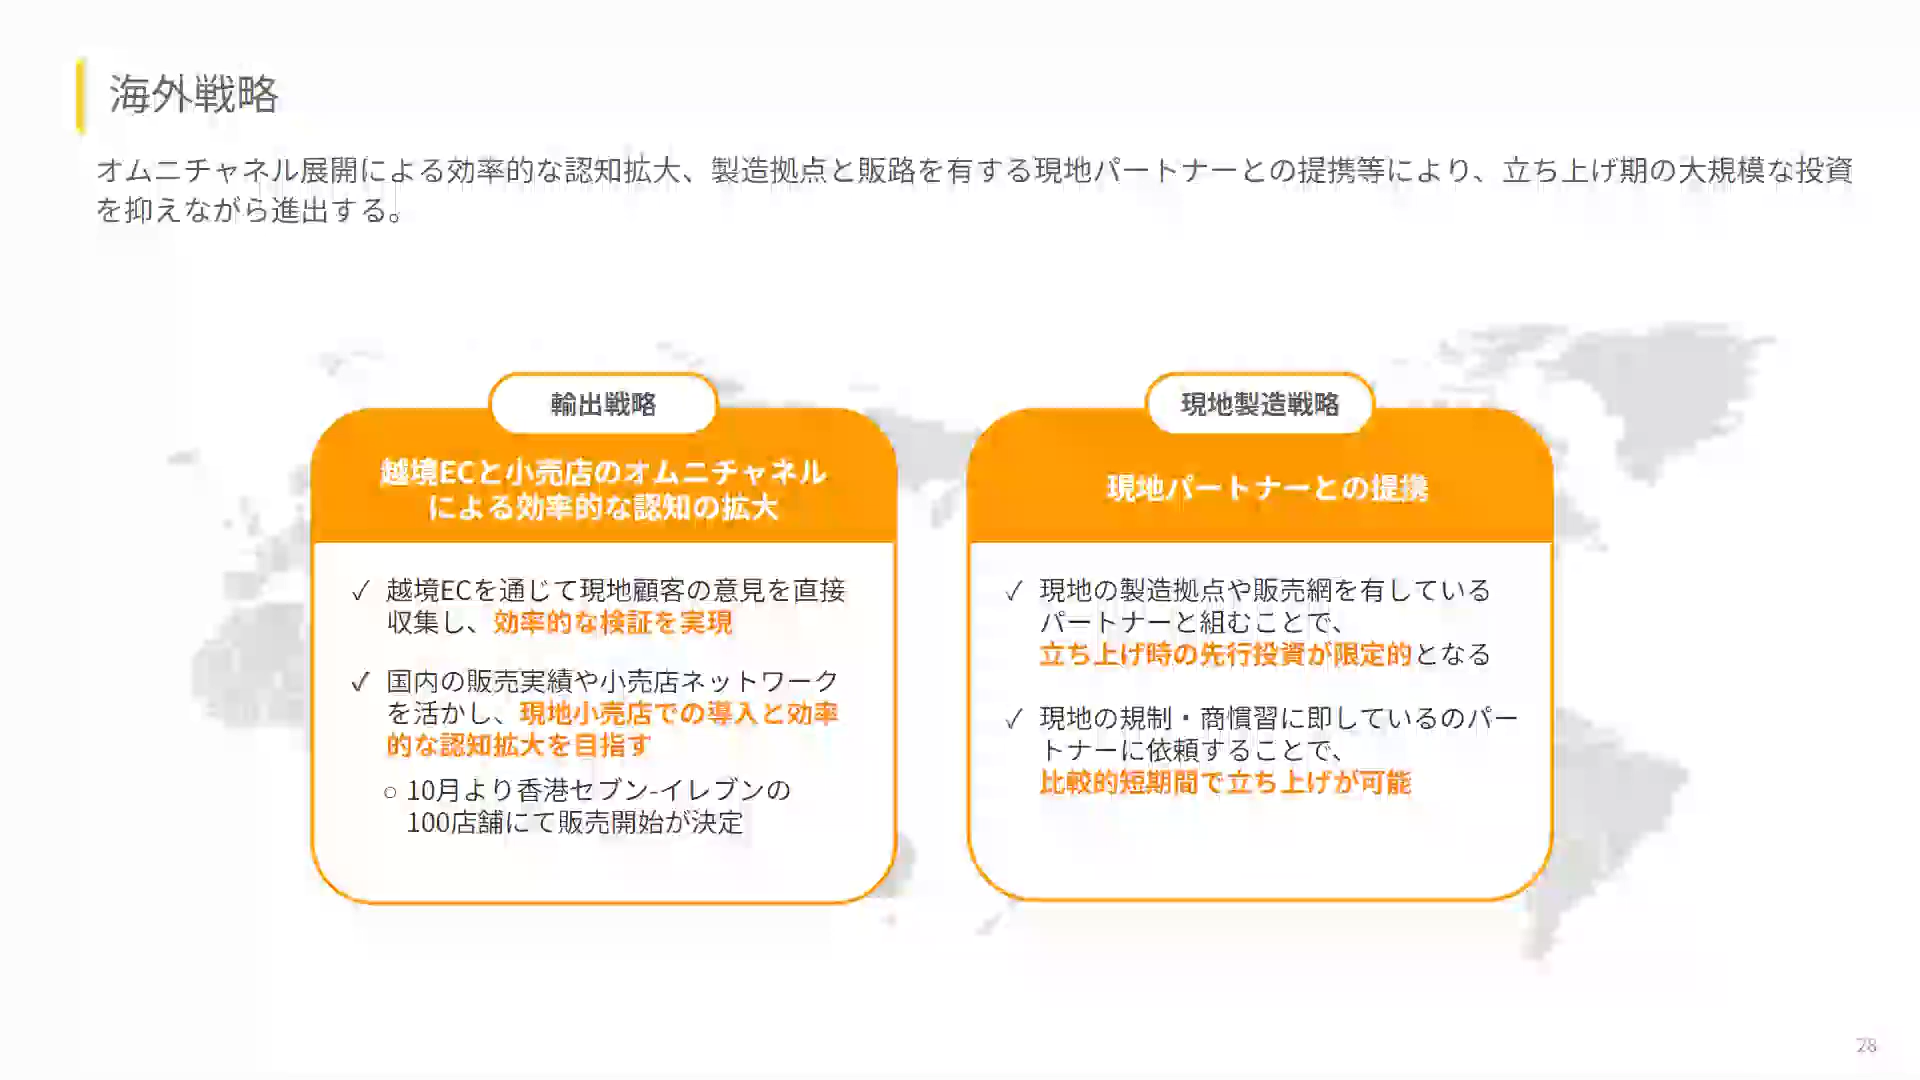 海外戦略
オムニチャネル展開による効率的な認知拡大、製造拠点と販路を有する現地パートナーとの提携等により、立ち上げ期の大規模な投資
を抑えながら進出する。
輸出戦略
越境ECと小売店のオムニチャネル
による効率的な認知の拡大
✓ 越境ECを通じて現地顧客の意見を直接
収集し、効率的な検証を実現
✓ 国内の販売実績や小売店ネットワーク
を活かし、現地小売店での導入と効率
的な認知拡大を目指す
○ 10月より香港セブン-イレブンの
100店舗にて販売開始が決定
現地製造戦略
現地パートナーとの提携
✓ 現地の製造拠点や販売網を有している
パートナーと組むことで、
立ち上げ時の先行投資が限定的となる
✓ 現地の規制・商慣習に即しているのパー
トナーに依頼することで、
比較的短期間で立ち上げが可能
28